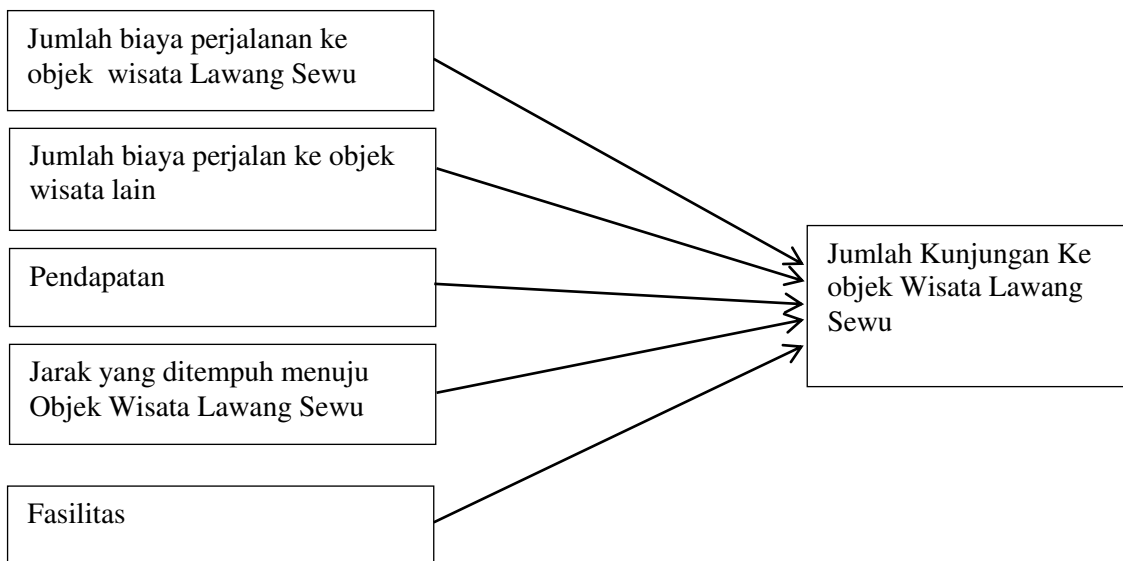 Jumlah biaya perjalanan ke
objek wisata Lawang Sewu
Jumlah biaya perjalan ke objek
wisata lain
Pendapatan
Jarak yang ditempuh menuju
Objek Wisata Lawang Sewu
Fasilitas
Jumlah Kunjungan Ke
objek Wisata Lawang
Sewu